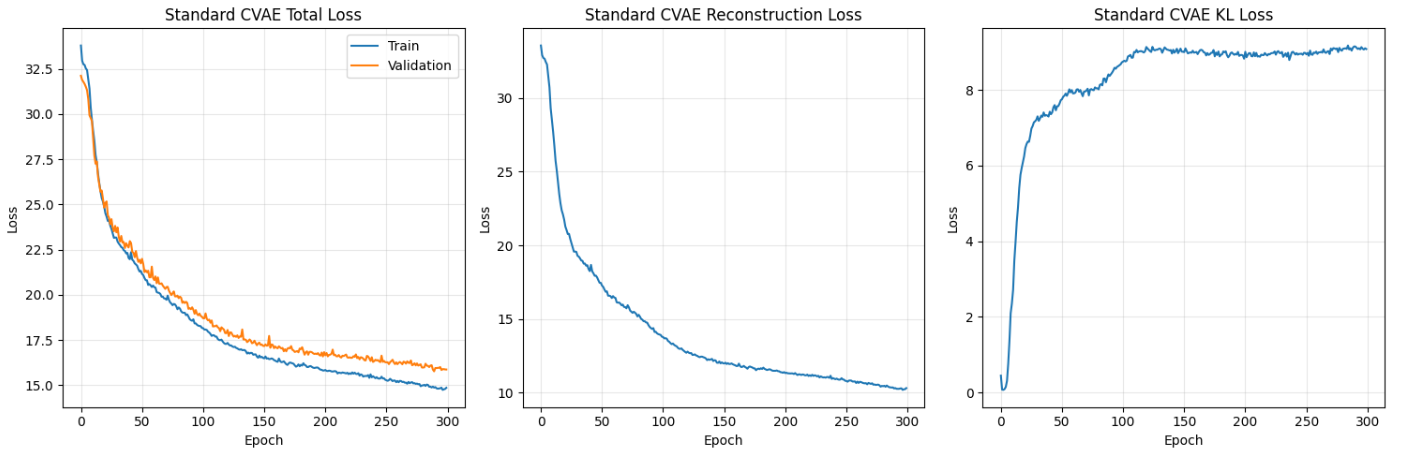 Standard CVAE Total Loss
Train
Validation
32.5
30.0
27.5
25.0
22.5
20.0
17.5
15.0
Loss
0 50 100 150 200 250 300
Epoch
Standard CVAE Reconstruction Loss
30
25
20
15
10
Loss
0 50 100 150 200 250 300
Epoch
Standard CVAE KL Loss
8
6
4
2
0
Loss
0 50 100 150 200 250 300
Epoch